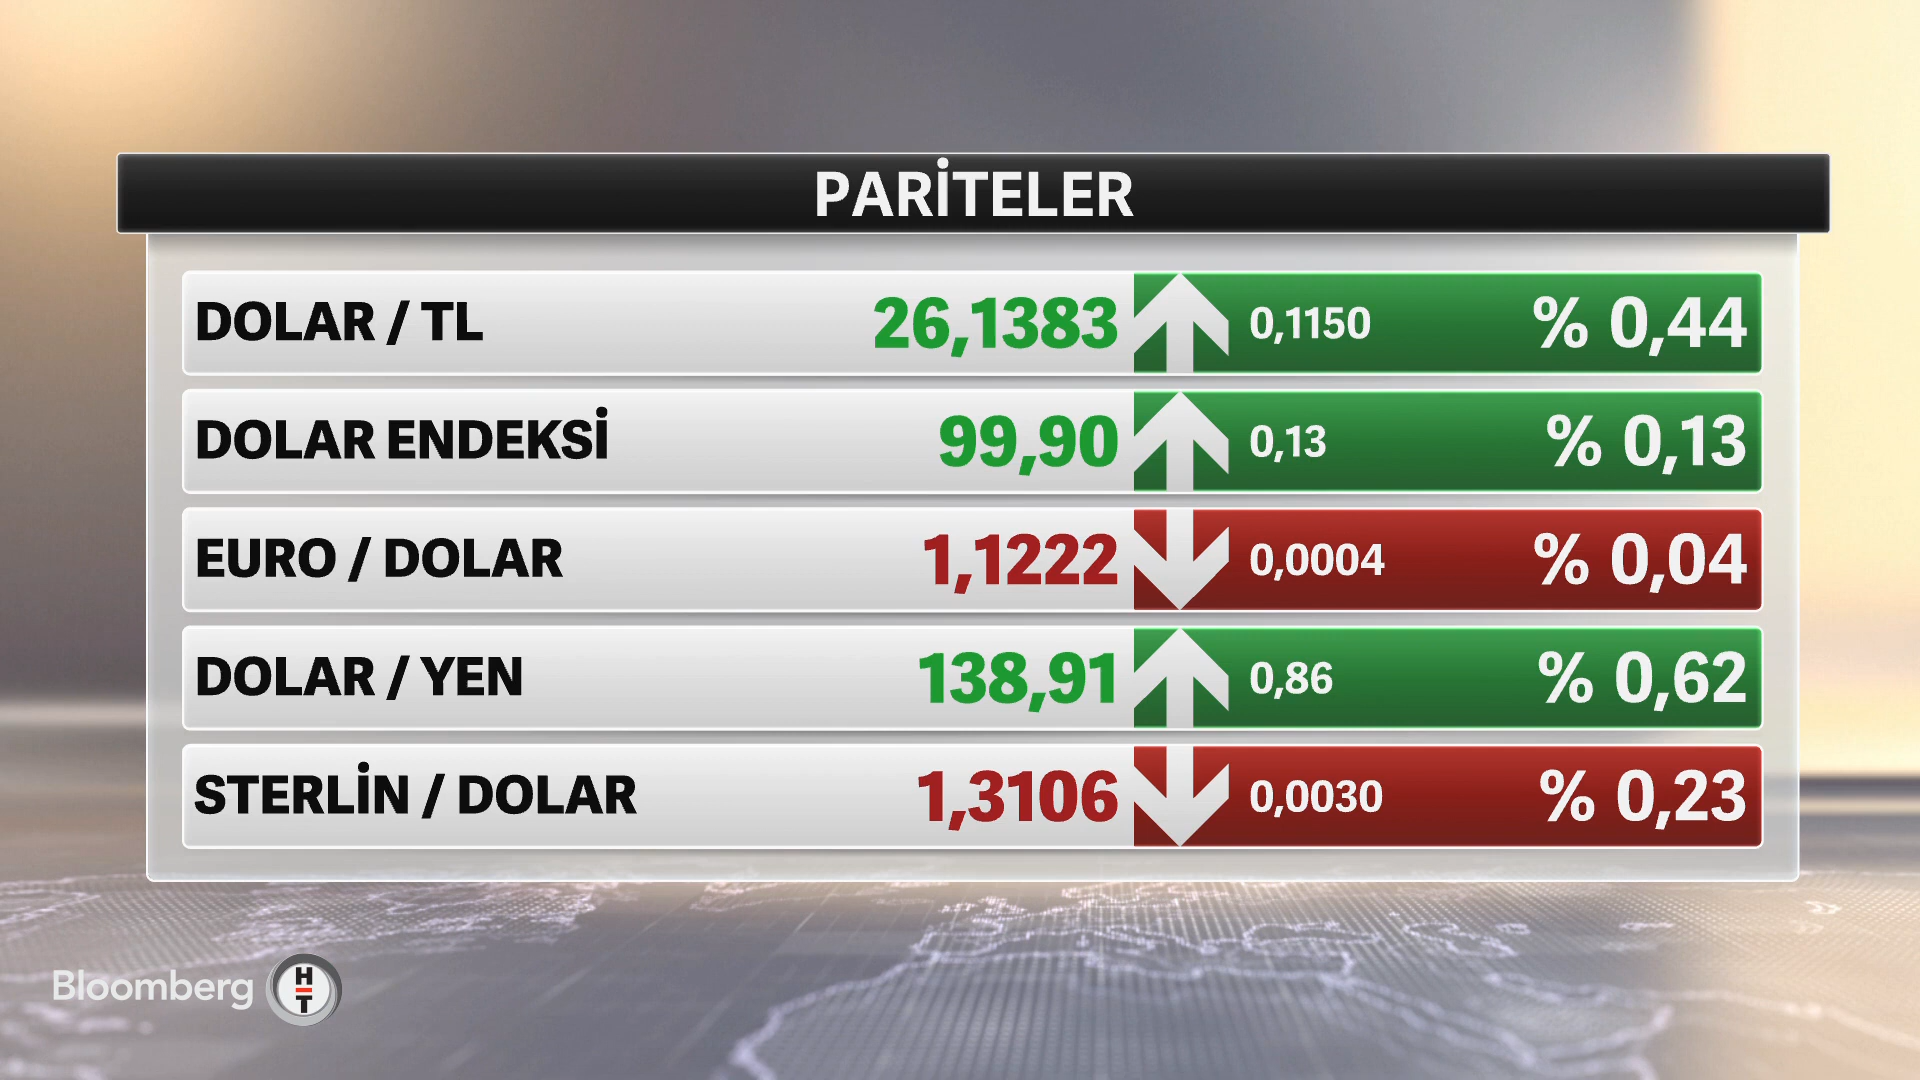 PARİTELER
DOLAR / TL 26,1383 0,1150 % 0,44
DOLAR ENDEKSİ 99,90 0,13 % 0,13
EURO / DOLAR 1,1222 0,0004 % 0,04
DOLAR / YEN 138,91 0,86 % 0,62
STERLİN / DOLAR 1,3106 0,0030 % 0,23
Bloomberg HT